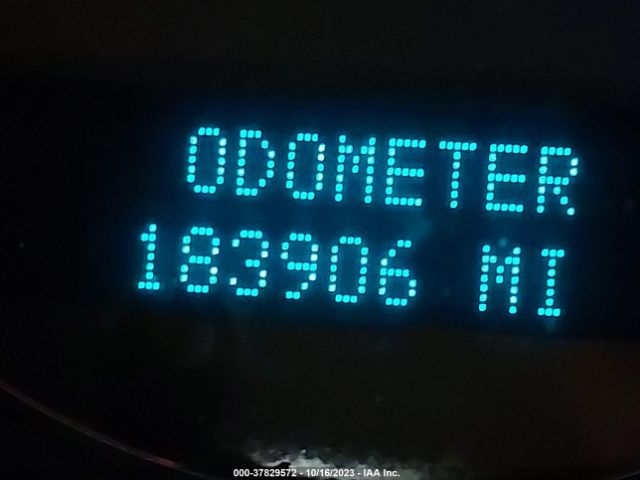 ODOMETER
183906 MI
000-37829572 - 10/16/2023 - IAA Inc.